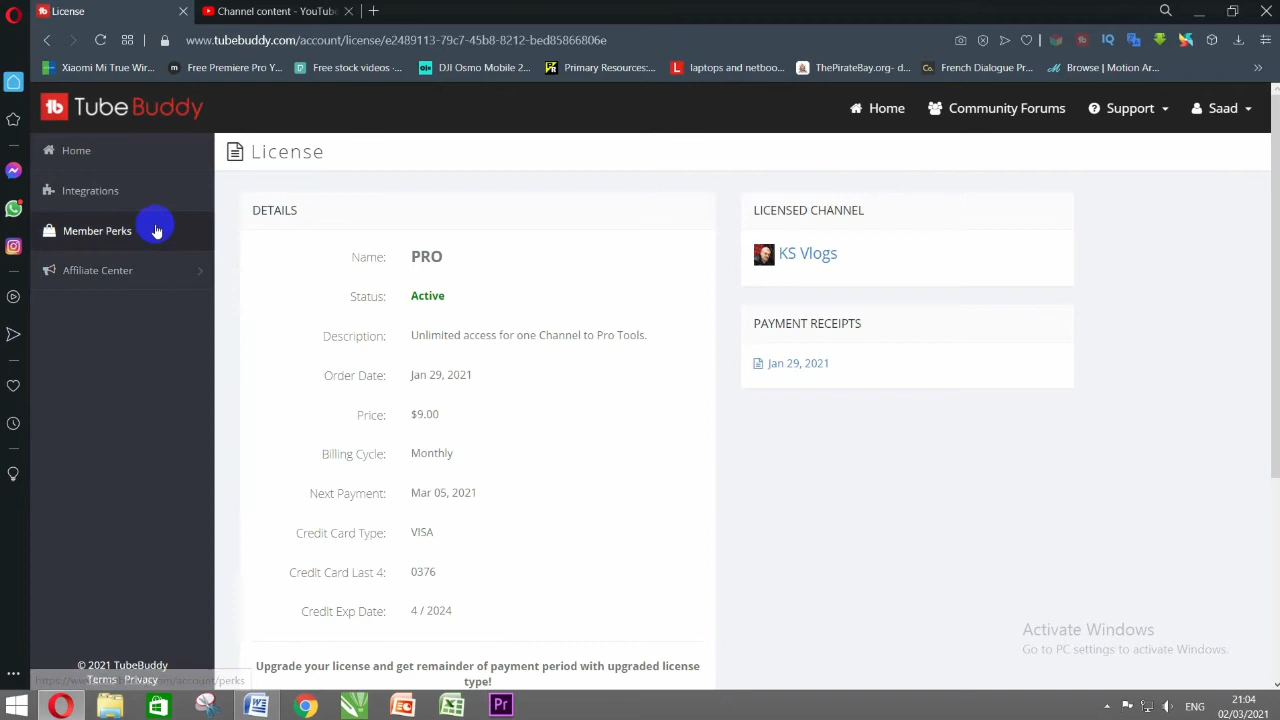 License
Channel content - YouTube
www.tubebuddy.com/account/license/e2489113-79c7-45b8-8212-bed85866806e
Xiaomi Mi True Wir...
Free Premiere Pro Y...
Free stock videos ·...
DJI Osmo Mobile 2...
Primary Resources:...
laptops and netboo...
ThePirateBay.org- d...
French Dialogue Pr...
Browse | Motion Ar...
TubeBuddy
Home
Community Forums
Support
Saad
Home
Integrations
Member Perks
Affiliate Center
License
DETAILS
Name: PRO
Status: Active
Description: Unlimited access for one Channel to Pro Tools.
Order Date: Jan 29, 2021
Price: $9.00
Billing Cycle: Monthly
Next Payment: Mar 05, 2021
Credit Card Type: VISA
Credit Card Last 4: 0376
Credit Exp Date: 4 / 2024
Upgrade your license and get remainder of payment period with upgraded license
type!
LICENSED CHANNEL
KS Vlogs
PAYMENT RECEIPTS
Jan 29, 2021
Activate Windows
Go to PC settings to activate Windows.
© 2021 TubeBuddy
Terms Privacy
ENG
21:04
02/03/2021